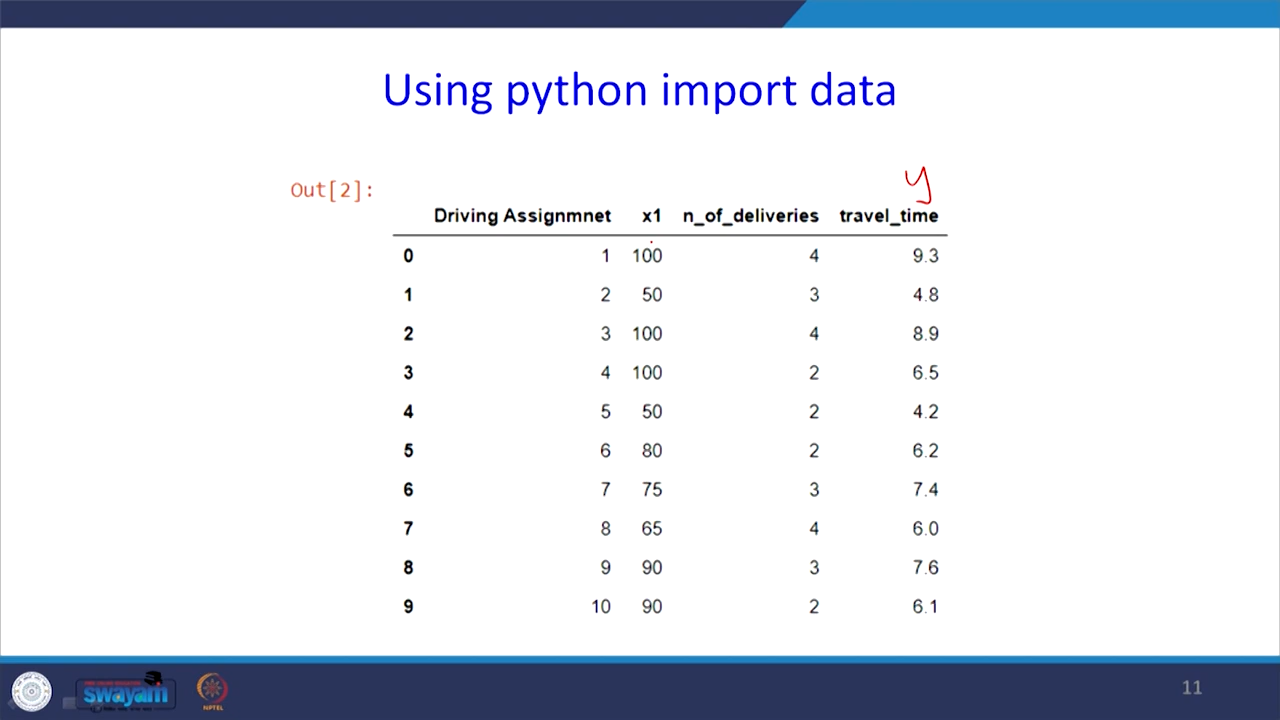 Using python import data
Out[2]:
y
Driving Assignmnet x1 n_of_deliveries travel_time
0 1 100 4 9.3
1 2 50 3 4.8
2 3 100 4 8.9
3 4 100 2 6.5
4 5 50 2 4.2
5 6 80 2 6.2
6 7 75 3 7.4
7 8 65 4 6.0
8 9 90 3 7.6
9 10 90 2 6.1
swayam
NPTEL
11